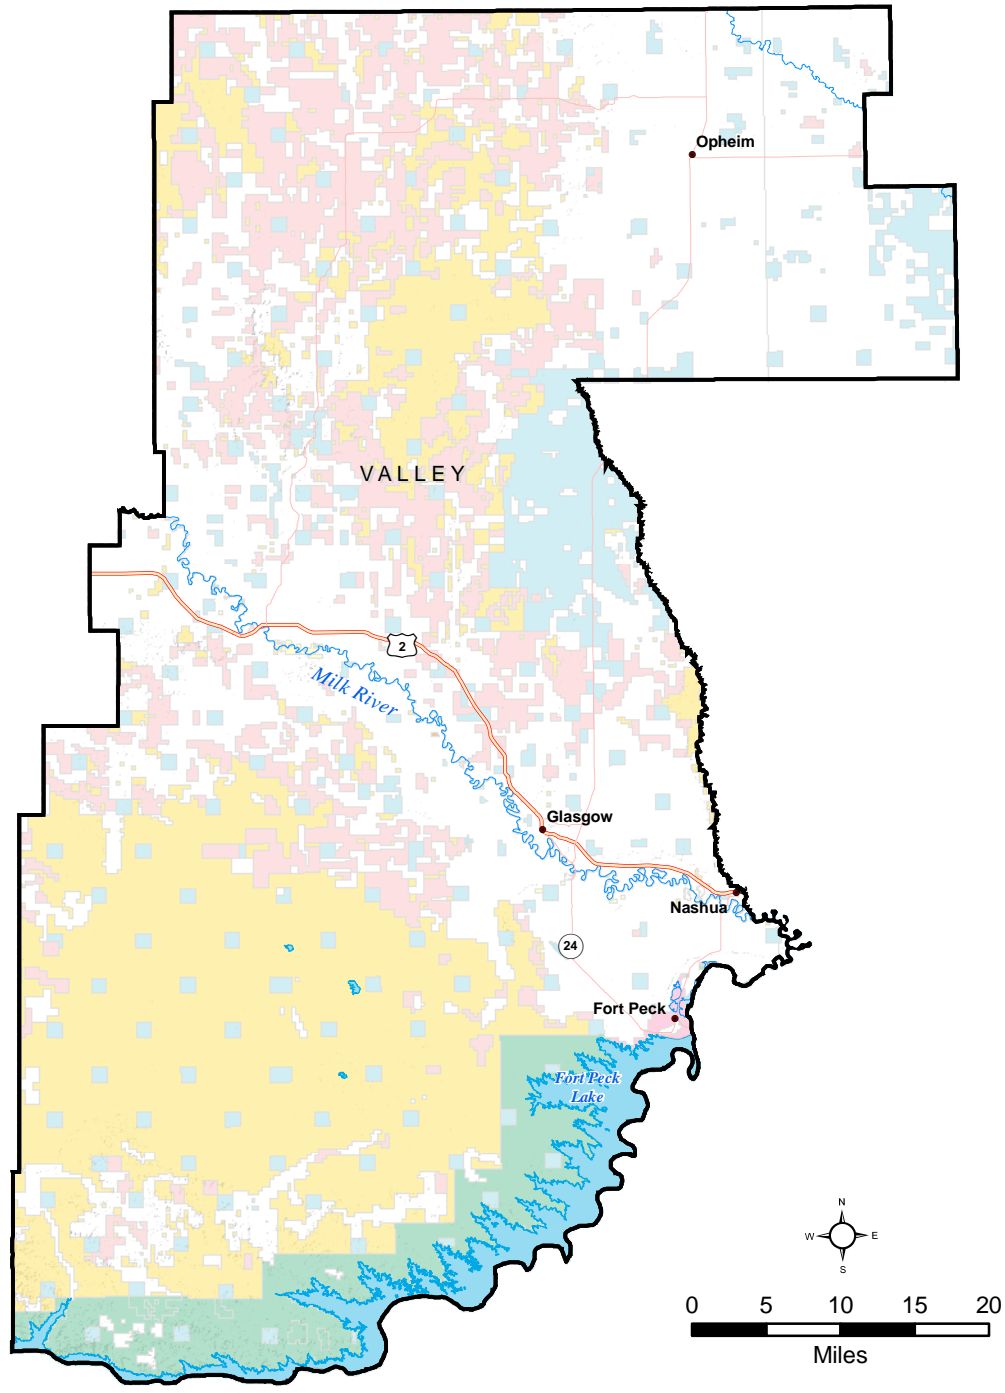 Opheim
VALLEY
2
Milk River
Glasgow
Nashua
24
Fort Peck
Fort Peck
Lake
N
W E
S
0 5 10 15 20
Miles